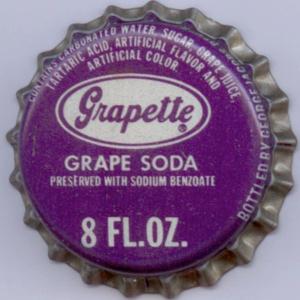 CONTAINS CARBONATED WATER, SUGAR, GRAPE JUICE,
TARTARIC ACID, ARTIFICIAL FLAVOR AND
ARTIFICIAL COLOR.
Grapette®
GRAPE SODA
PRESERVED WITH SODIUM BENZOATE
8 FL.OZ.
BOTTLED BY GEORGE